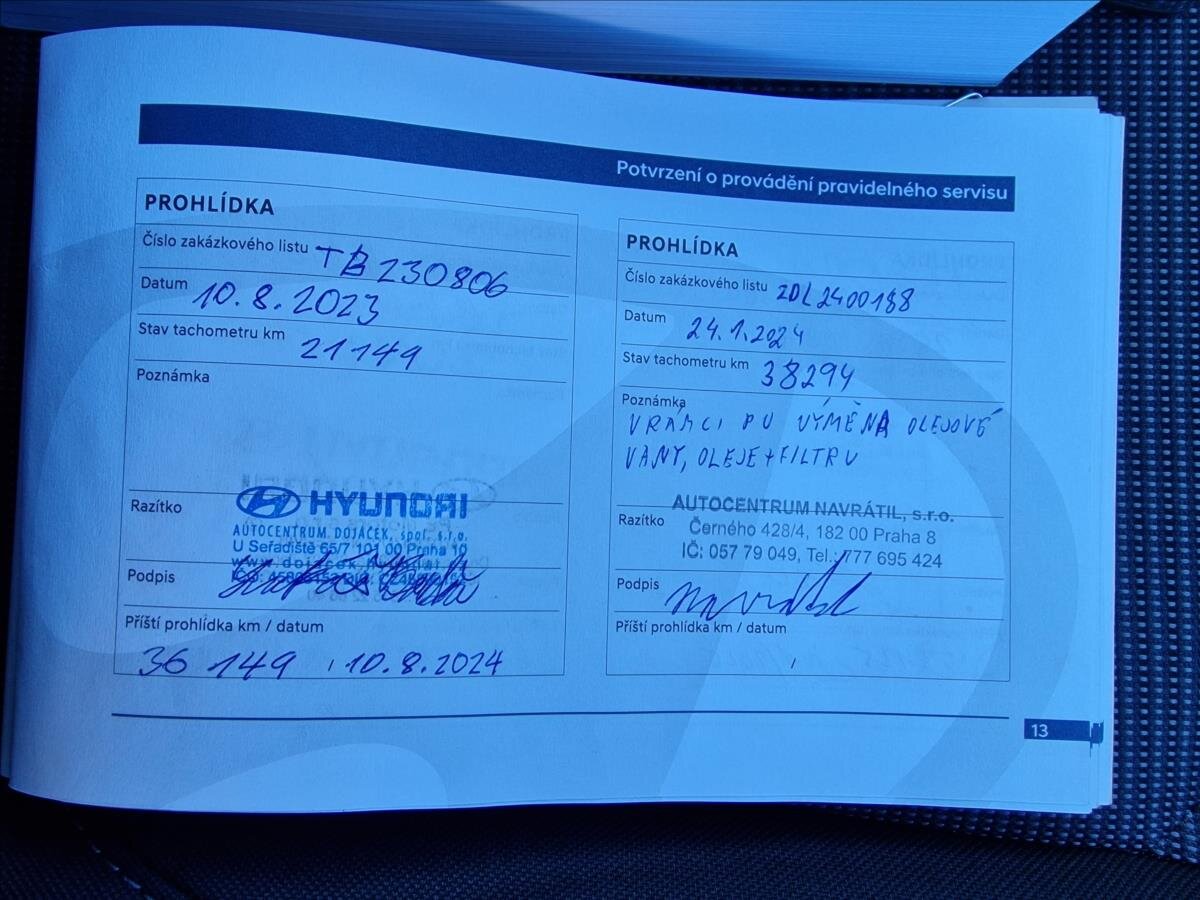 Potvrzení o provádění pravidelného servisu
PROHLÍDKA
Číslo zakázkového listu TB230806
Datum 10.8.2023
Stav tachometru km 21149
Poznámka
Razítko
HYUNDAI
AUTOCENTRUM DOJÁČEK, spol. s.r.o.
U Seřadiště 65/7 101 00 Praha 10
Podpis
Příští prohlídka km / datum
36 149 , 10.8.2024
PROHLÍDKA
Číslo zakázkového listu ZDL2400188
Datum 24.1.2024
Stav tachometru km 38294
Poznámka
VRÁMCI PU VÝMĚNA OLEJOVÉ
VANY, OLEJE+FILTRU
Razítko
AUTOCENTRUM NAVRÁTIL, s.r.o.
Černého 428/4, 182 00 Praha 8
IČ: 057 79 049, Tel.: 777 695 424
Podpis
Příští prohlídka km / datum
13